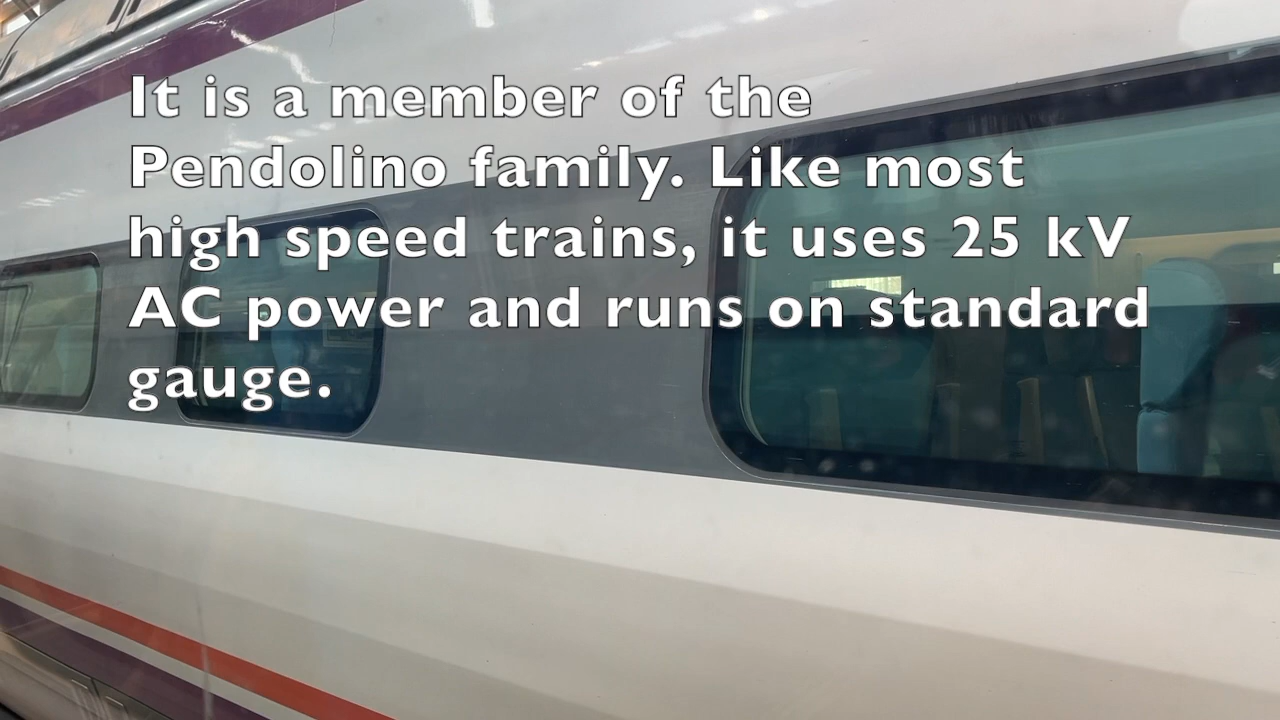 It is a member of the
Pendolino family. Like most
high speed trains, it uses 25 kV
AC power and runs on standard
gauge.